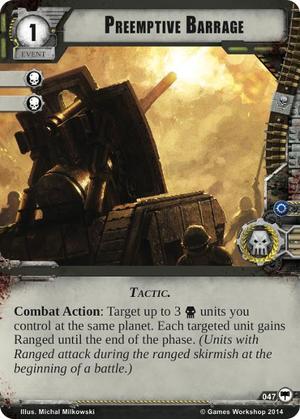 Preemptive Barrage
1
EVENT
Tactic.
Combat Action: Target up to 3 units you
control at the same planet. Each targeted unit gains
Ranged until the end of the phase. (Units with
Ranged attack during the ranged skirmish at the
beginning of a battle.)
047
Illus. Michal Milkowski
© Games Workshop 2014